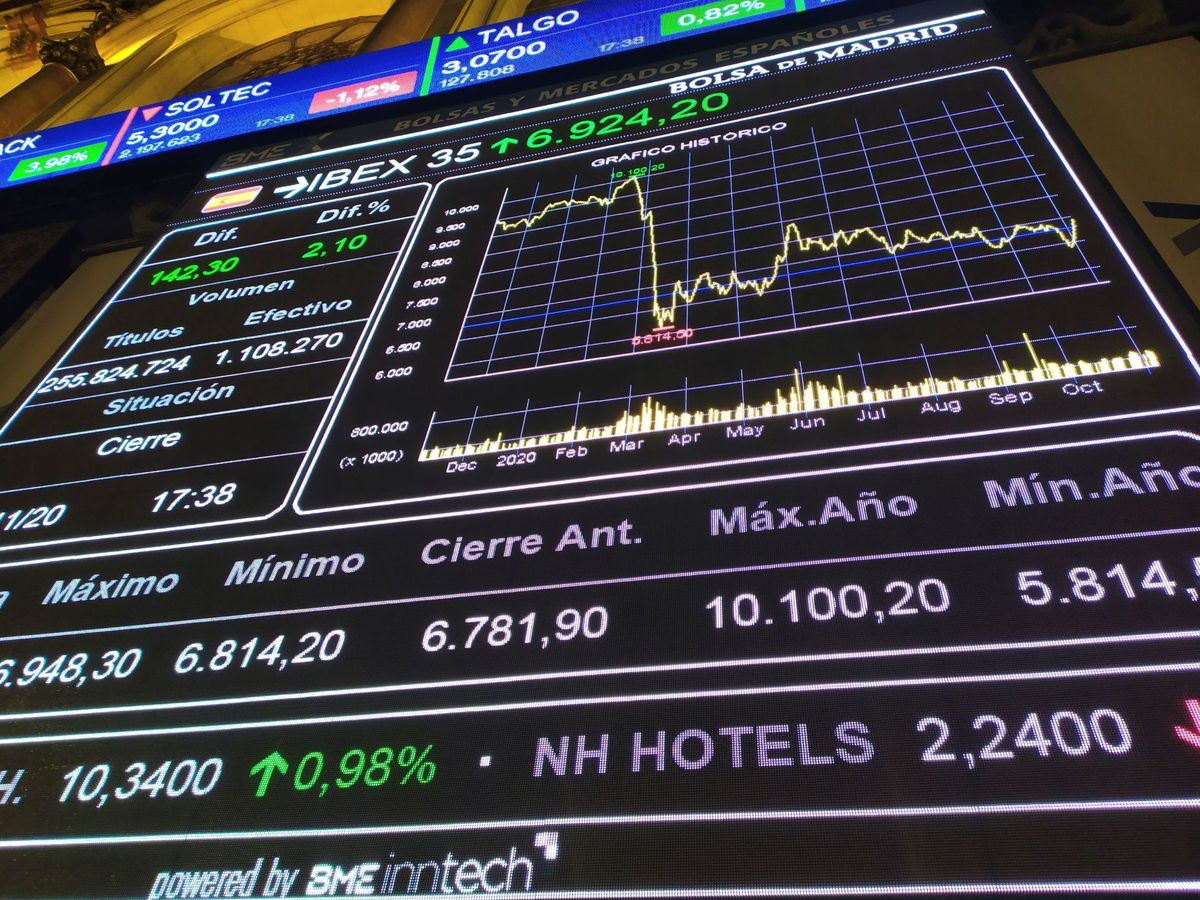 TALGO 0,82%
3,0700 17:38
127.808
SOLTEC -1,12%
5,3000 17:38
2.197.623
3,98%
BOLSAS Y MERCADOS ESPAÑOLES
BME
BOLSA DE MADRID
IBEX 35 6.924,20
Dif. Dif.%
142,30 2,10
Volumen
Títulos Efectivo
255.824.724 1.108.270
Situación
Cierre
11/20 17:38
GRAFICO HISTÓRICO
10.100,20
10.000
9.500
9.000
8.500
8.000
7.500
7.000
6.500
6.000
5.814,50
800.000
(x 1000)
Dec 2020 Feb Mar Apr May Jun Jul Aug Sep Oct
Máximo Mínimo Cierre Ant. Máx.Año Mín.Año
6.948,30 6.814,20 6.781,90 10.100,20 5.814,
H. 10,3400 0,98% · NH HOTELS 2,2400
powered by BME inntech